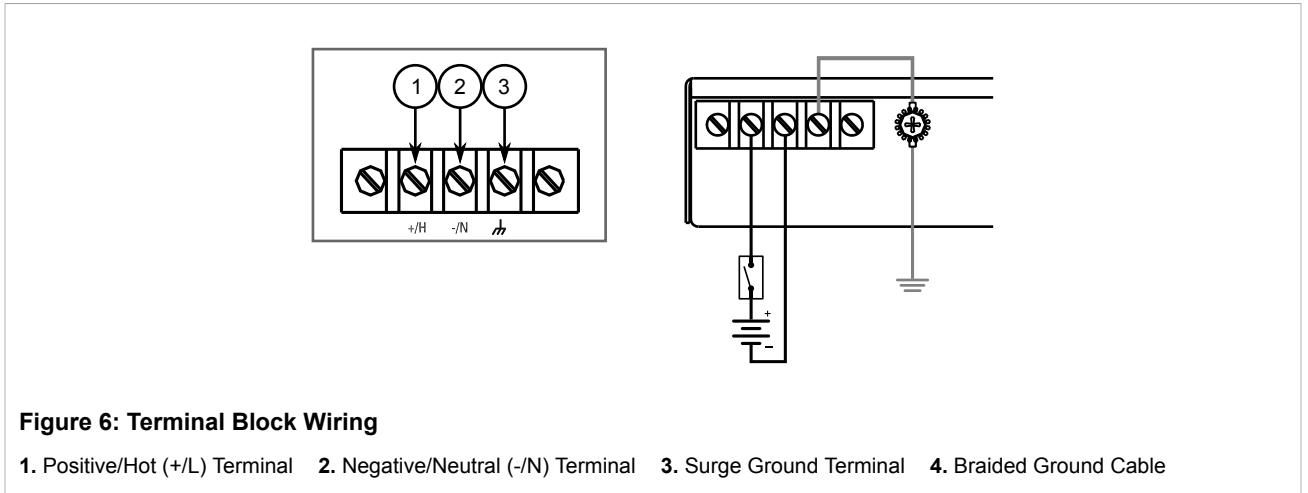 1 2 3
+/H -/N
+
–
Figure 6: Terminal Block Wiring
1. Positive/Hot (+/L) Terminal 2. Negative/Neutral (-/N) Terminal 3. Surge Ground Terminal 4. Braided Ground Cable